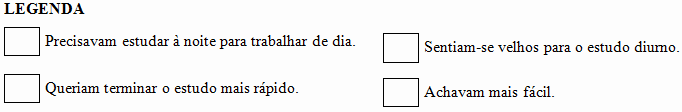 LEGENDA
Precisavam estudar à noite para trabalhar de dia.
Sentiam-se velhos para o estudo diurno.
Queriam terminar o estudo mais rápido.
Achavam mais fácil.